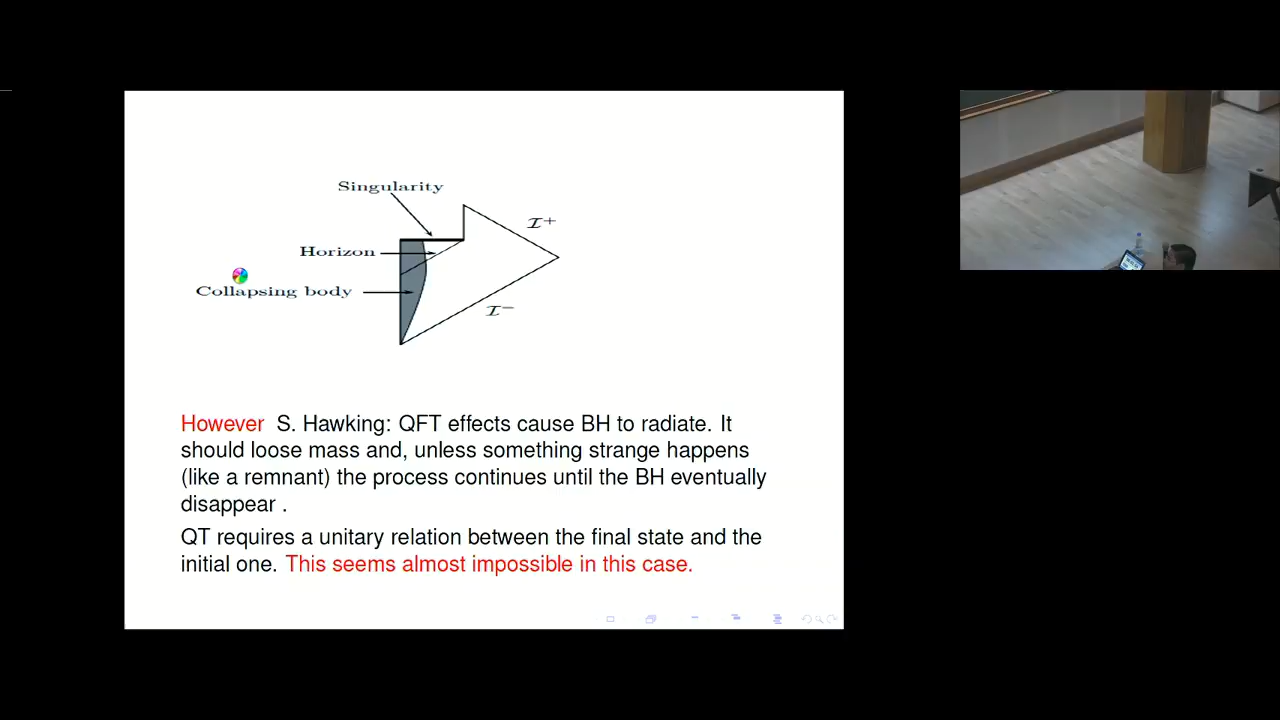 Singularity
I+
Horizon
Collapsing body
I−
However S. Hawking: QFT effects cause BH to radiate. It
should loose mass and, unless something strange happens
(like a remnant) the process continues until the BH eventually
disappear .
QT requires a unitary relation between the final state and the
initial one. This seems almost impossible in this case.